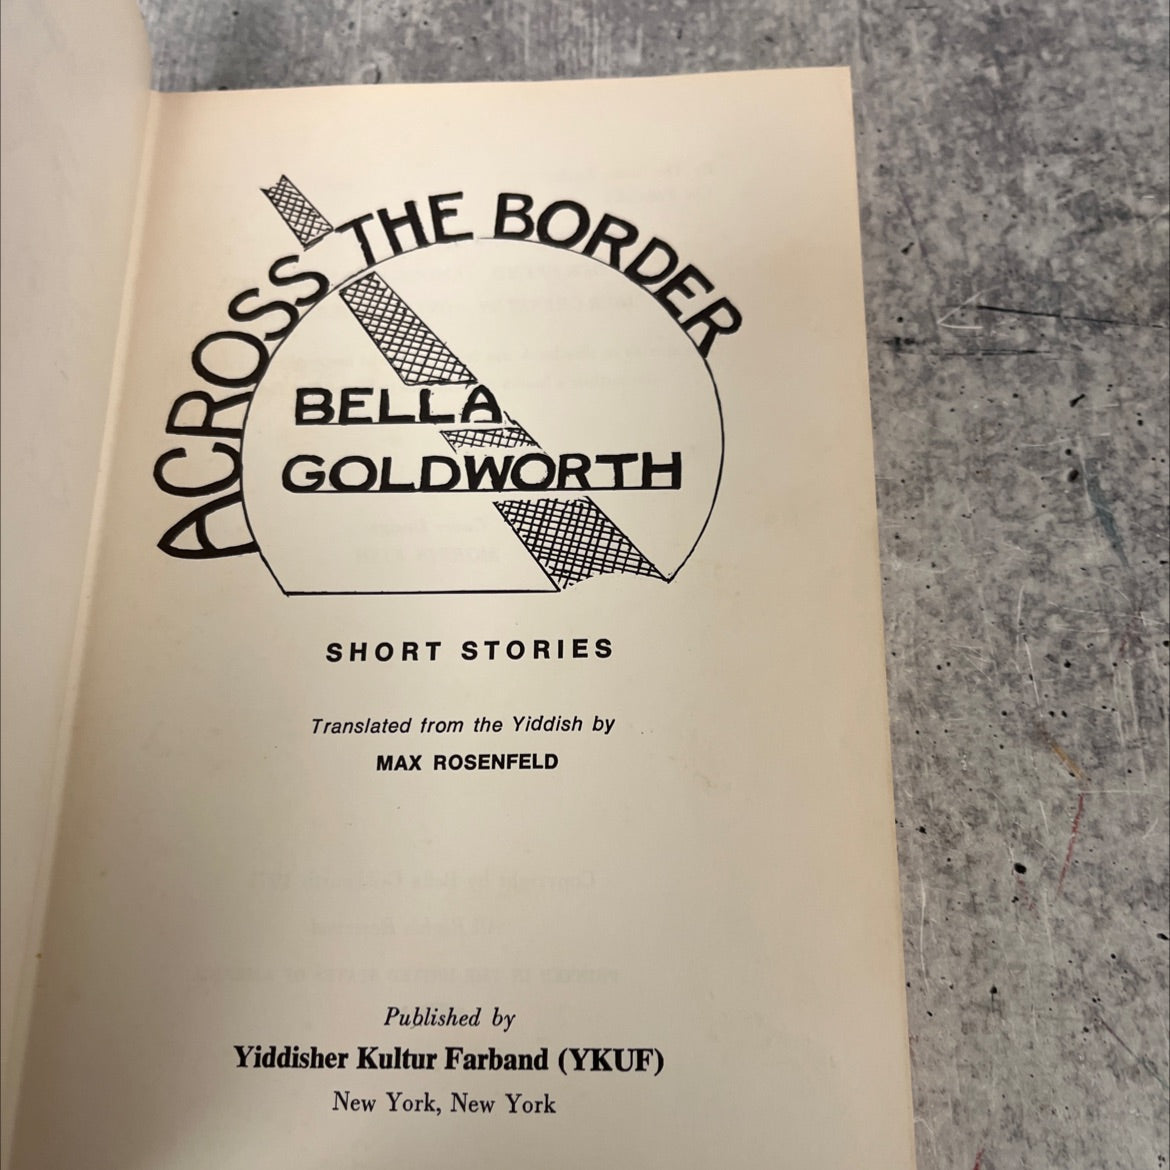 ACROSS THE BORDER
BELLA
GOLDWORTH
SHORT STORIES
Translated from the Yiddish by
MAX ROSENFELD
Published by
Yiddisher Kultur Farband (YKUF)
New York, New York